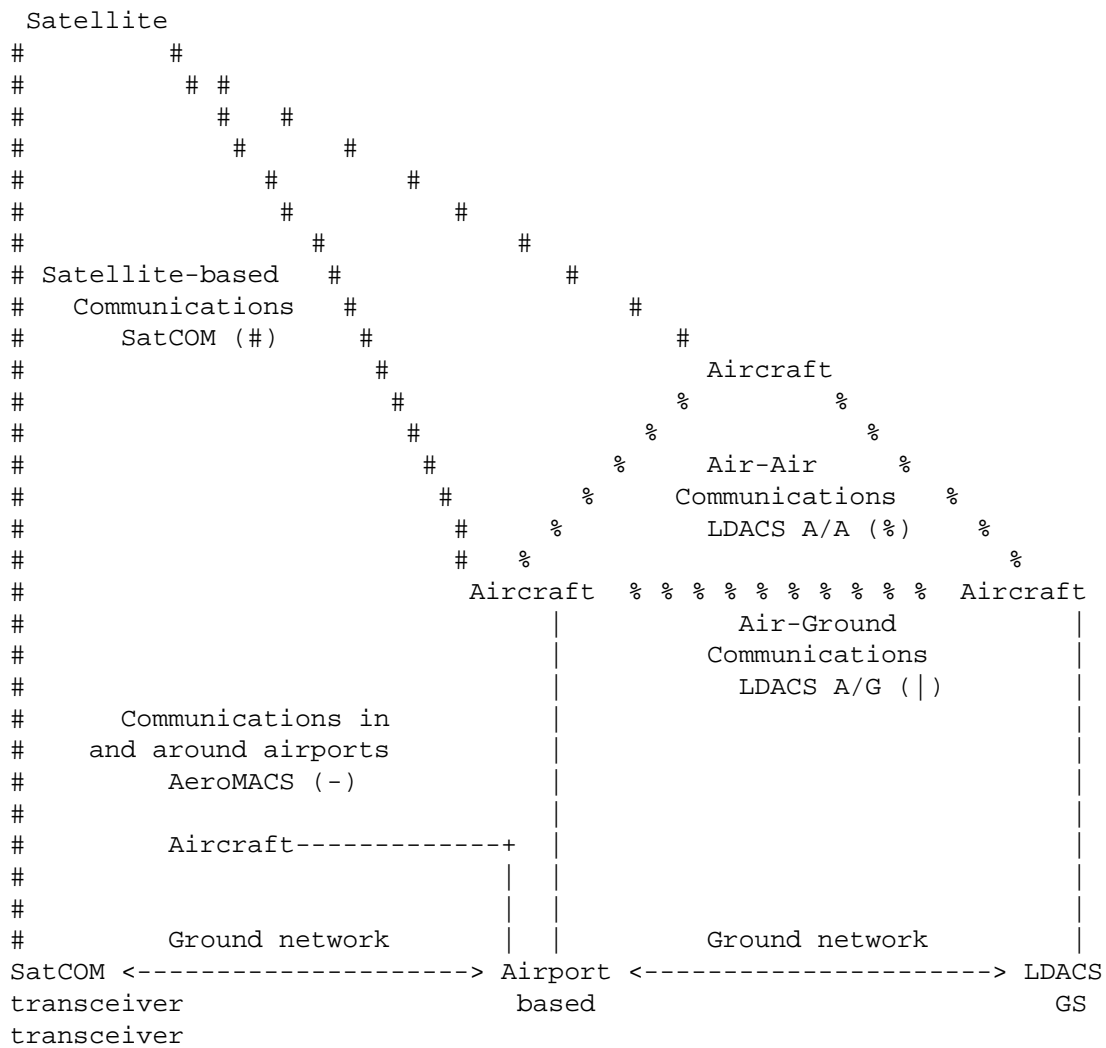 Satellite
#         #
#          # #
#            #   #
#             #      #
#               #        #
#                #          #
#                  #            #
# Satellite-based   #              #
#   Communications   #                 #
#      SatCOM (#)     #                   #
#                      #                    Aircraft
#                       #                 %         %
#                        #              %             %
#                         #           %     Air-Air     %
#                          #        %     Communications   %
#                           #     %         LDACS A/A (%)    %
#                           #   %                              %
#                            Aircraft  % % % % % % % % % %  Aircraft
#                                 |           Air-Ground           |
#                                 |         Communications         |
#                                 |           LDACS A/G (|)        |
#      Communications in          |                                |
#    and around airports          |                                |
#         AeroMACS (-)            |                                |
#                                 |                                |
#         Aircraft-------------+  |                                |
#                              |  |                                |
#                              |  |                                |
#         Ground network       |  |         Ground network         |
SatCOM <---------------------> Airport <----------------------> LDACS
transceiver                     based                             GS
transceiver